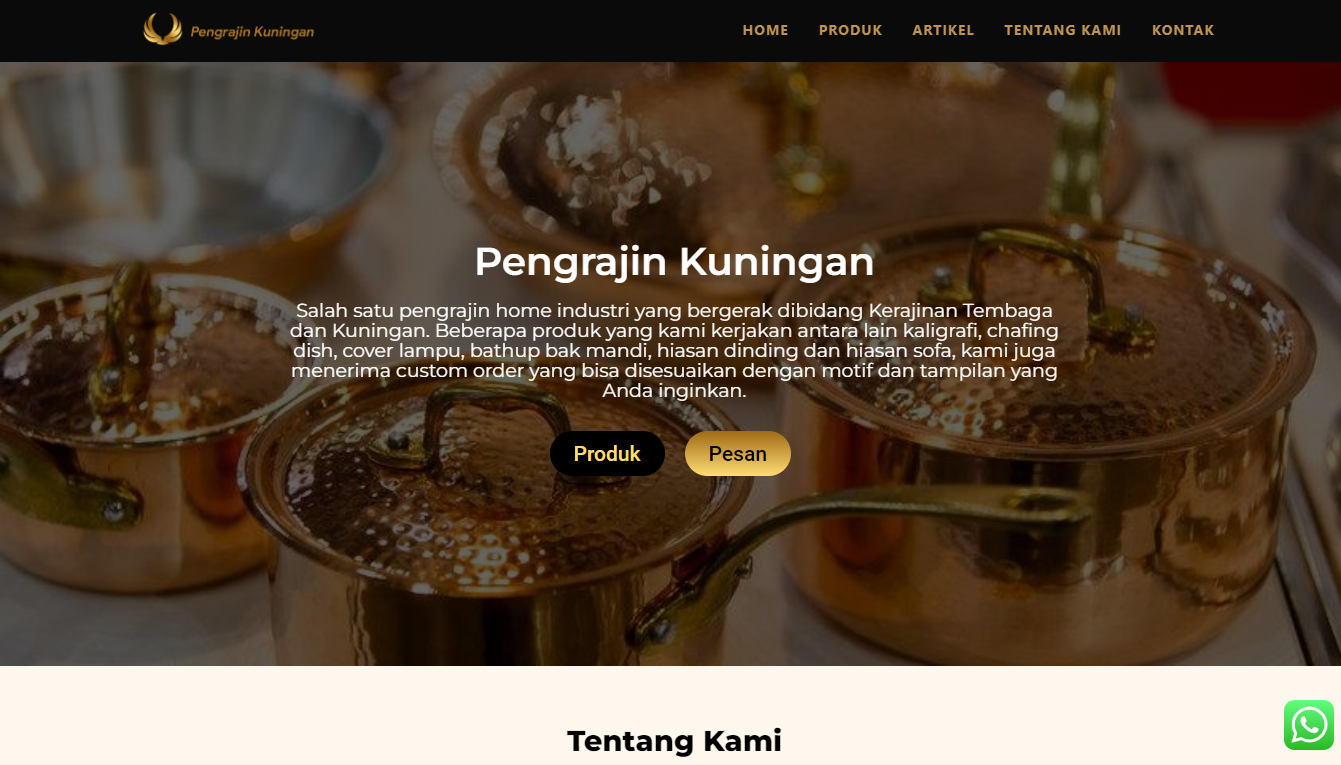 Pengrajin Kuningan
HOME PRODUK ARTIKEL TENTANG KAMI KONTAK
Pengrajin Kuningan
Salah satu pengrajin home industri yang bergerak dibidang Kerajinan Tembaga
dan Kuningan. Beberapa produk yang kami kerjakan antara lain kaligrafi, chafing
dish, cover lampu, bathup bak mandi, hiasan dinding dan hiasan sofa, kami juga
menerima custom order yang bisa disesuaikan dengan motif dan tampilan yang
Anda inginkan.
Produk Pesan
Tentang Kami